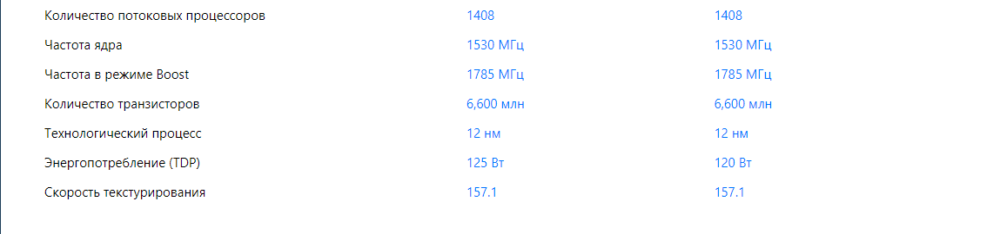 Количество потоковых процессоров 1408 1408
Частота ядра 1530 МГц 1530 МГц
Частота в режиме Boost 1785 МГц 1785 МГц
Количество транзисторов 6,600 млн 6,600 млн
Технологический процесс 12 нм 12 нм
Энергопотребление (TDP) 125 Вт 120 Вт
Скорость текстурирования 157.1 157.1